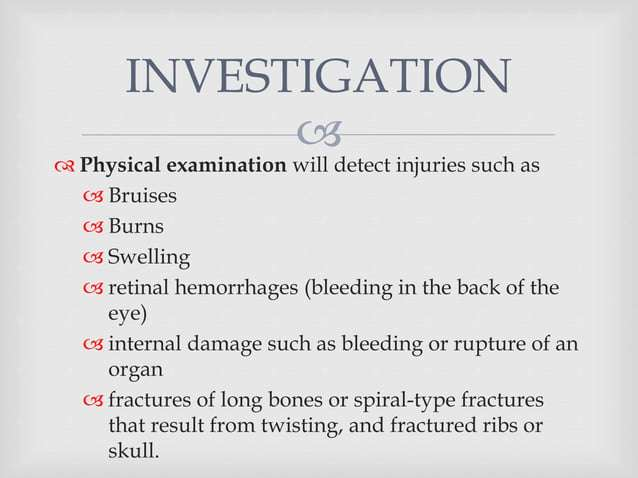 INVESTIGATION
Physical examination will detect injuries such as
Bruises
Burns
Swelling
retinal hemorrhages (bleeding in the back of the
eye)
internal damage such as bleeding or rupture of an
organ
fractures of long bones or spiral-type fractures
that result from twisting, and fractured ribs or
skull.